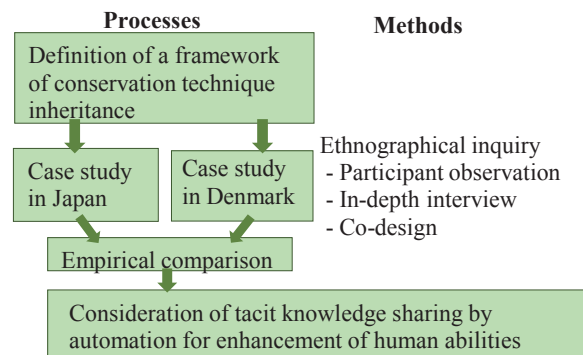 Processes
Methods
Definition of a framework
of conservation technique
inheritance
Case study
in Japan
Case study
in Denmark
Ethnographical inquiry
- Participant observation
- In-depth interview
- Co-design
Empirical comparison
Consideration of tacit knowledge sharing by
automation for enhancement of human abilities